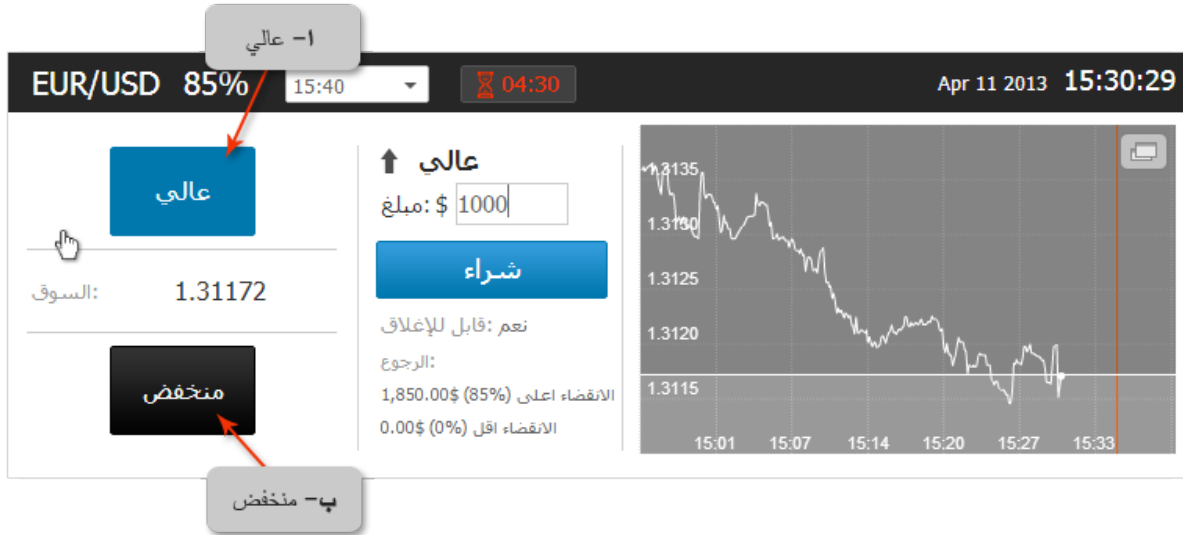 ا- عالي
EUR/USD 85% 15:40 04:30 Apr 11 2013 15:30:29
عالي
السوق: 1.31172
منخفض
عالي
مبلغ: $ 1000
شراء
قابل للإغلاق: نعم
الرجوع:
الانقضاء اعلى (85%) $1,850.00
الانقضاء اقل (0%) $0.00
1.3135
1.3130
1.3125
1.3120
1.3115
15:01 15:07 15:14 15:20 15:27 15:33
ب- منخفض